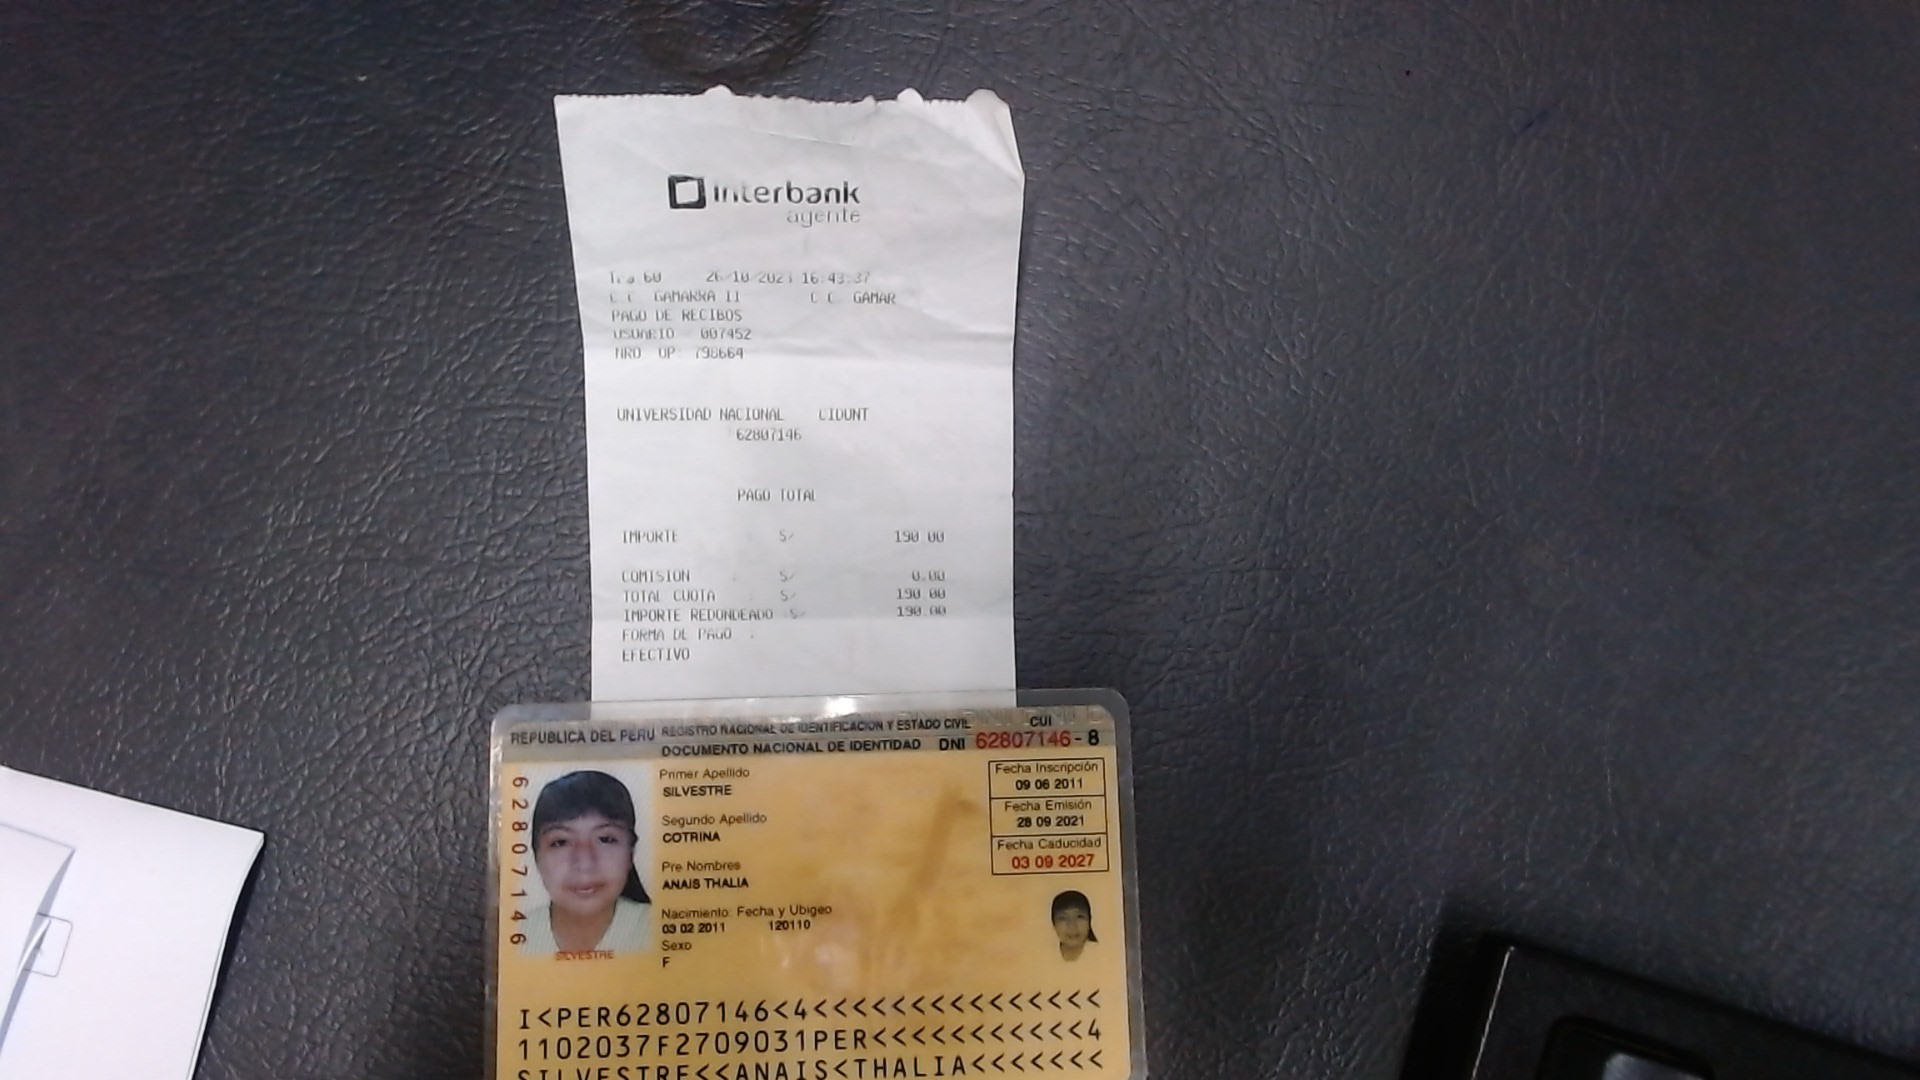 interbank
agente
Tra 60 26/10/2023 16:43:37
C.C. GAMARRA II C.C. GAMAR
PAGO DE RECIBOS
USUARIO 007452
NRO OP: 798664
UNIVERSIDAD NACIONAL CIDUNT
62807146
PAGO TOTAL
IMPORTE S/ 190.00
COMISION : S/ 0.00
TOTAL CUOTA : S/ 190.00
IMPORTE REDONDEADO S/ 190.00
FORMA DE PAGO :
EFECTIVO
REPUBLICA DEL PERU REGISTRO NACIONAL DE IDENTIFICACION Y ESTADO CIVIL CUI
DOCUMENTO NACIONAL DE IDENTIDAD DNI 62807146 - 8
62807146
Primer Apellido
SILVESTRE
Segundo Apellido
COTRINA
Pre Nombres
ANAIS THALIA
Nacimiento: Fecha y Ubigeo
03 02 2011 120110
Sexo
F
SILVESTRE
Fecha Inscripción
09 06 2011
Fecha Emisión
28 09 2021
Fecha Caducidad
03 09 2027
I<PER62807146<4<<<<<<<<<<<<<<<
1102037F2709031PER<<<<<<<<<<<4
SILVESTRE<<ANAIS<THALIA<<<<<<<